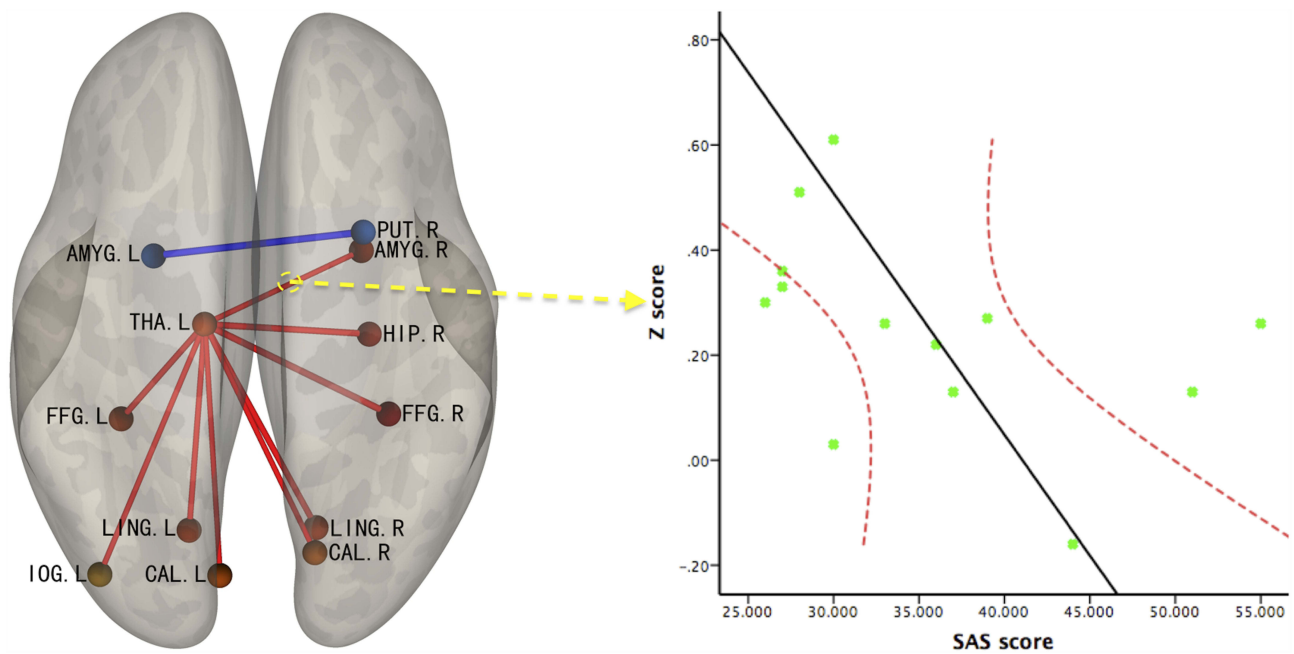 PUT.R
AMYG.L
AMYG.R
THA.L
HIP.R
FFG.L
FFG.R
LING.L
LING.R
CAL.R
IOG.L
CAL.L
Z score
.80
.60
.40
.20
.00
-.20
25.000 30.000 35.000 40.000 45.000 50.000 55.000
SAS score